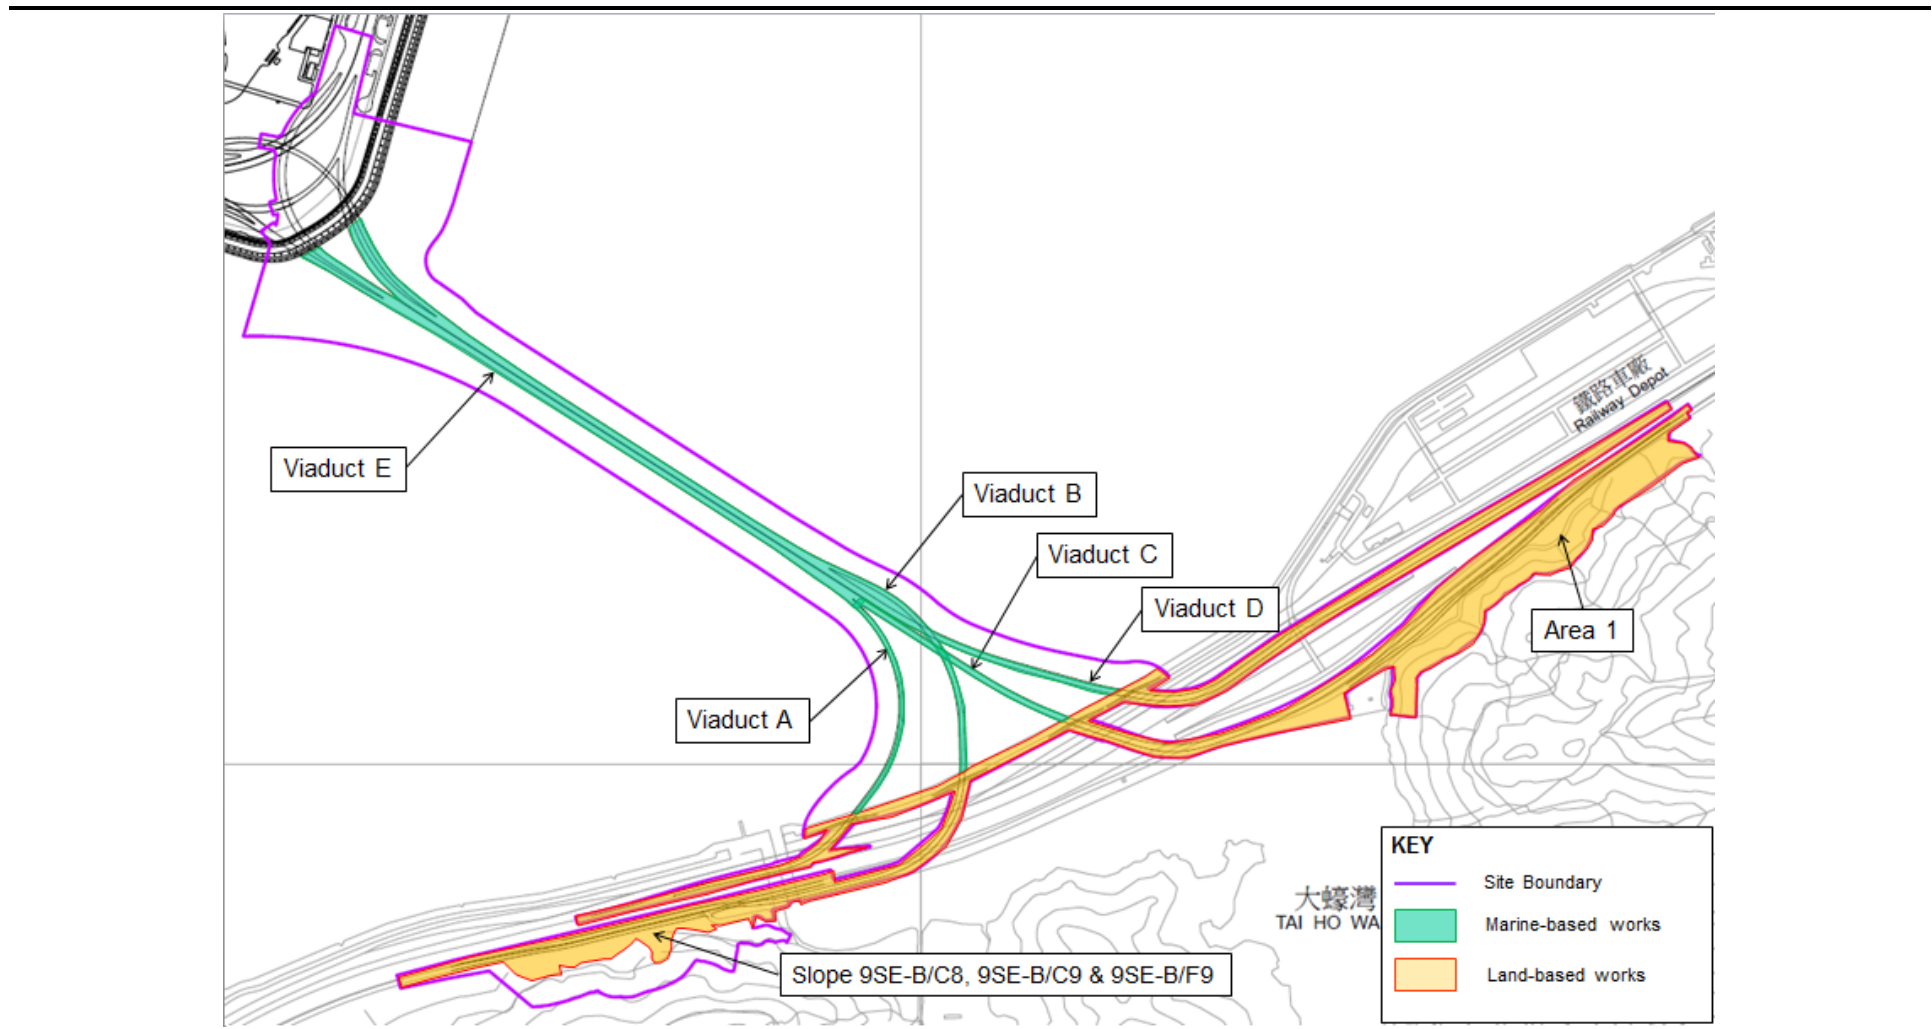 鐵路車廠
Railway Depot
Viaduct E
Viaduct B
Viaduct C
Viaduct D
Area 1
Viaduct A
大蠔灣
TAI HO WA
Slope 9SE-B/C8, 9SE-B/C9 & 9SE-B/F9
KEY
Site Boundary
Marine-based works
Land-based works